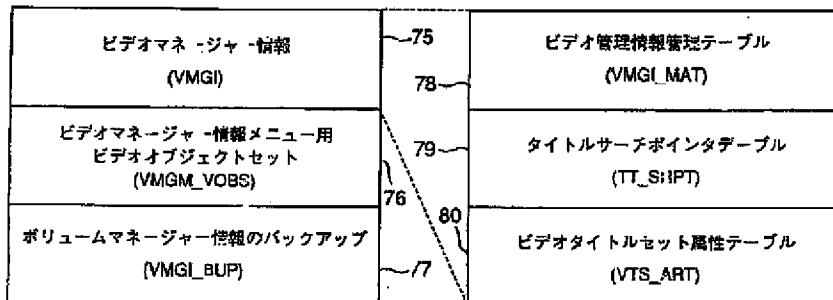 ビデオマネージャー情報
(VMGI)
75
ビデオマネージャー情報メニュー用
ビデオオブジェクトセット
(VMGM_VOBS)
76
ボリュームマネージャー情報のバックアップ
(VMGI_BUP)
77
ビデオ管理情報管理テーブル
(VMGI_MAT)
78
タイトルサーチポインタテーブル
(TT_SRPT)
79
ビデオタイトルセット属性テーブル
(VTS_ART)
80